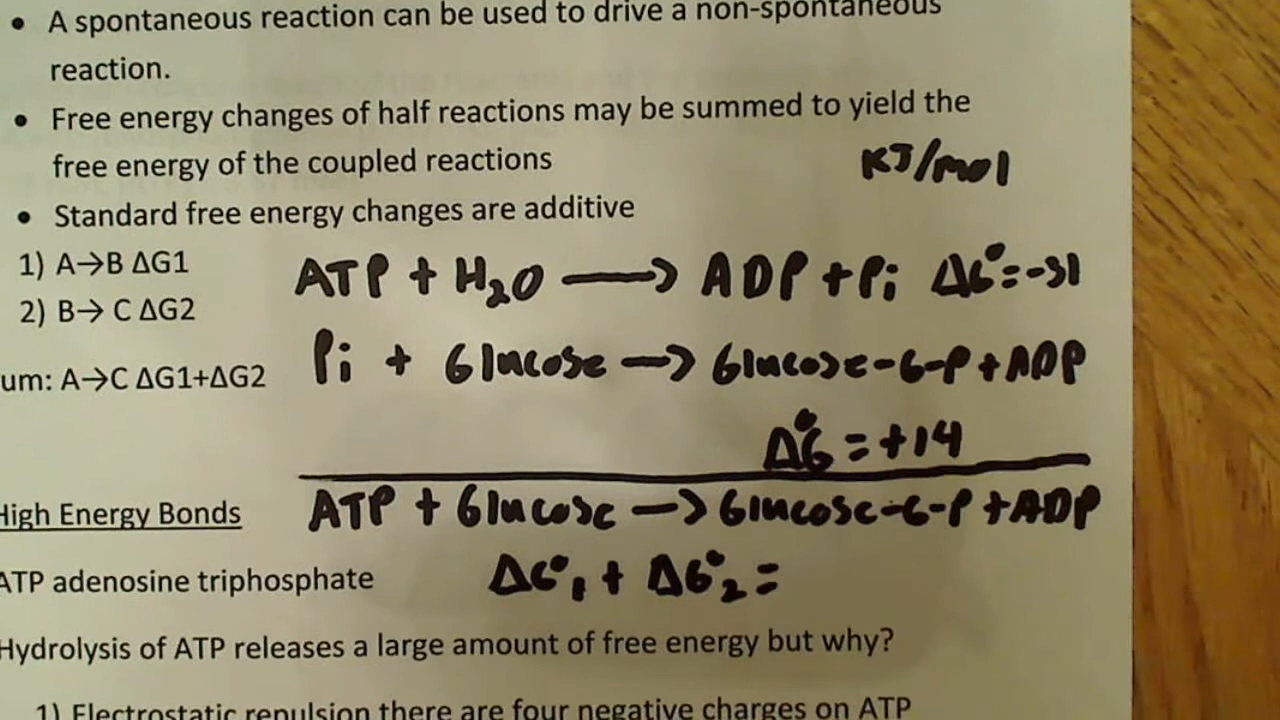 • A spontaneous reaction can be used to drive a non-spontaneous
reaction.
• Free energy changes of half reactions may be summed to yield the
free energy of the coupled reactions
KJ/mol
• Standard free energy changes are additive
1) A→B ΔG1
ATP + H₂O ⟶ ADP + Pi ΔG°=-31
2) B→ C ΔG2
Pi + Glucose → Glucose-6-P + ADP
um: A→C ΔG1+ΔG2
ΔG° = +14
High Energy Bonds
ATP + Glucose → Glucose-6-P + ADP
ΔG°₁ + ΔG°₂ =
ATP adenosine triphosphate
Hydrolysis of ATP releases a large amount of free energy but why?
1) Electrostatic repulsion there are four negative charges on ATP